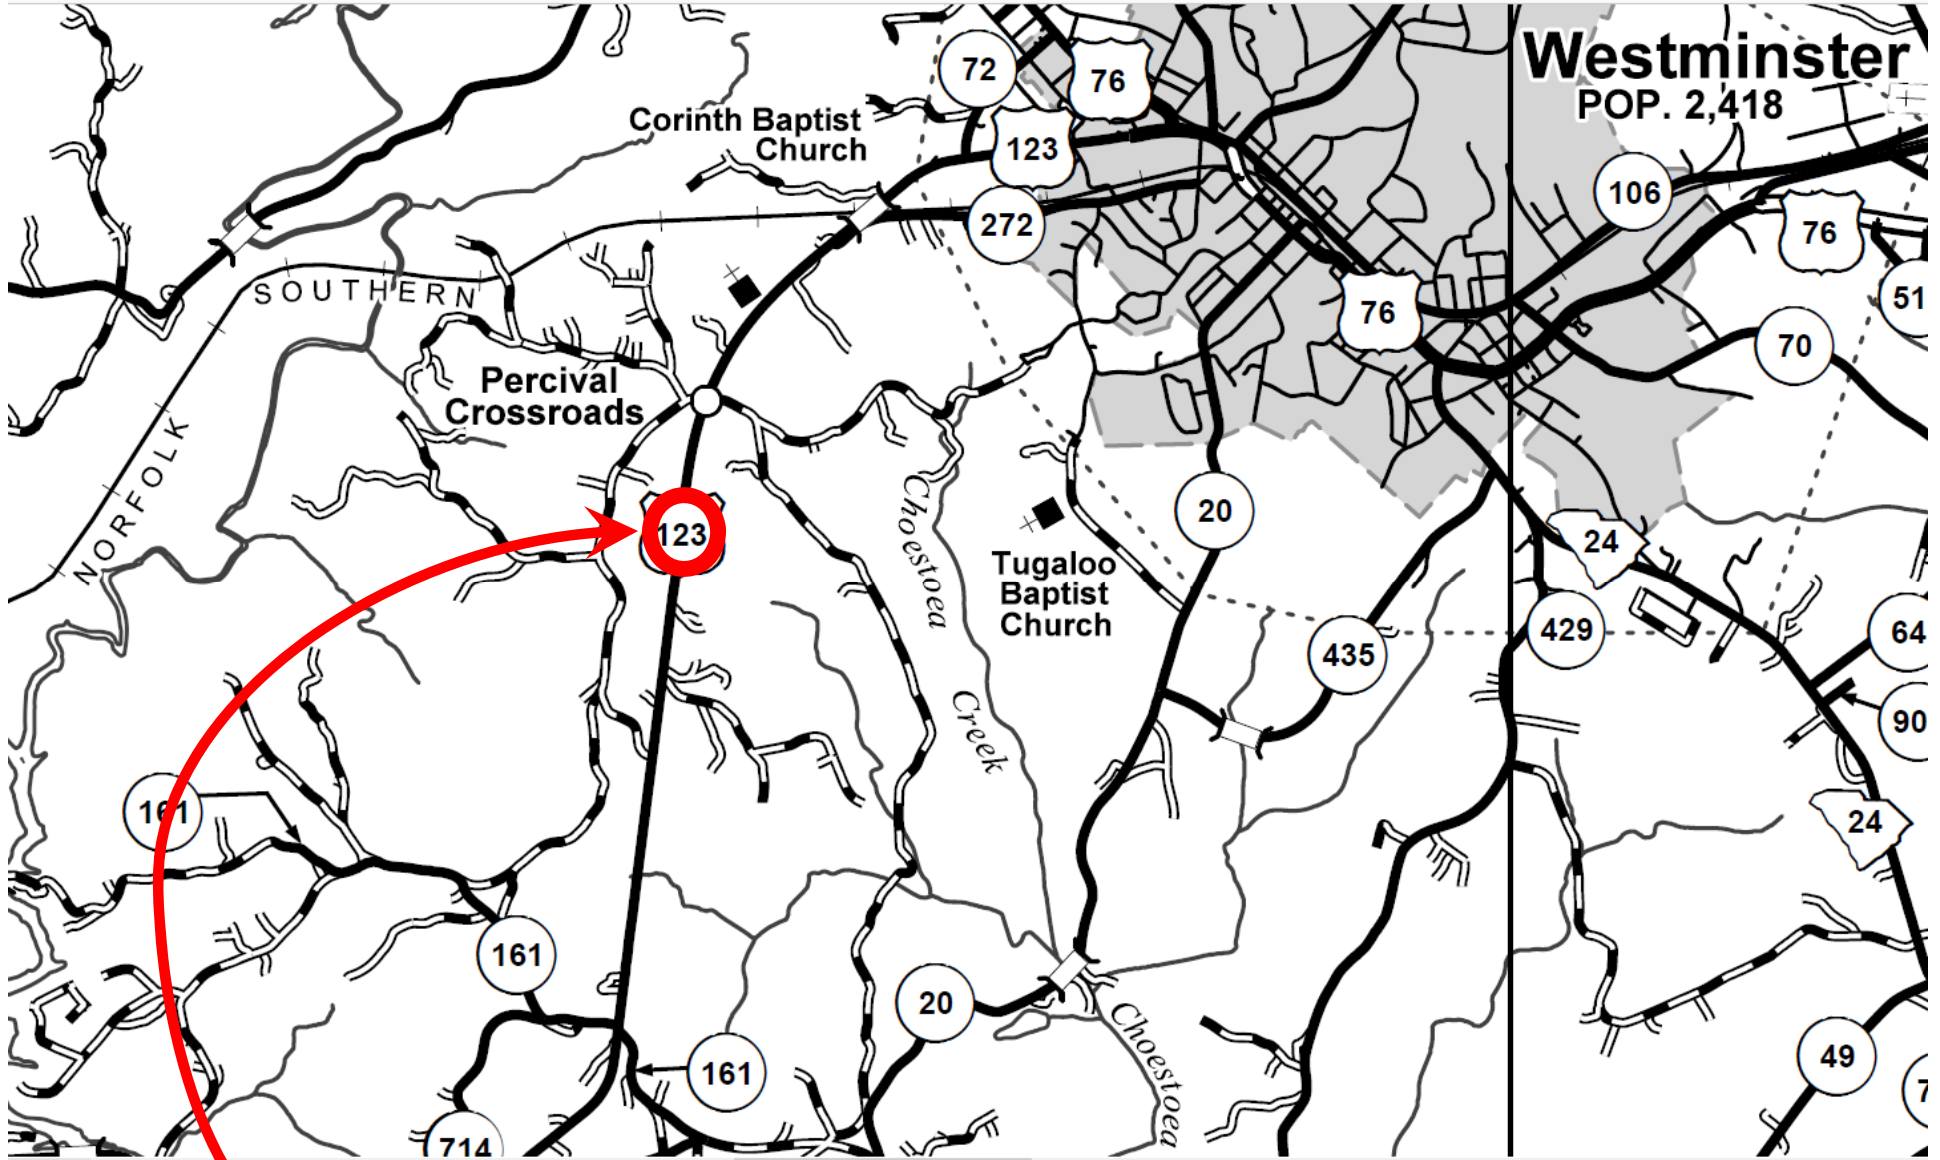 Westminster
POP. 2,418
72
76
Corinth Baptist
Church
123
106
272
76
SOUTHERN
51
76
70
Percival
Crossroads
NORFOLK
20
123
Choestoea
24
Tugaloo
Baptist
Church
429
64
435
Creek
90
161
24
161
20
49
161
Choestoea
7
714